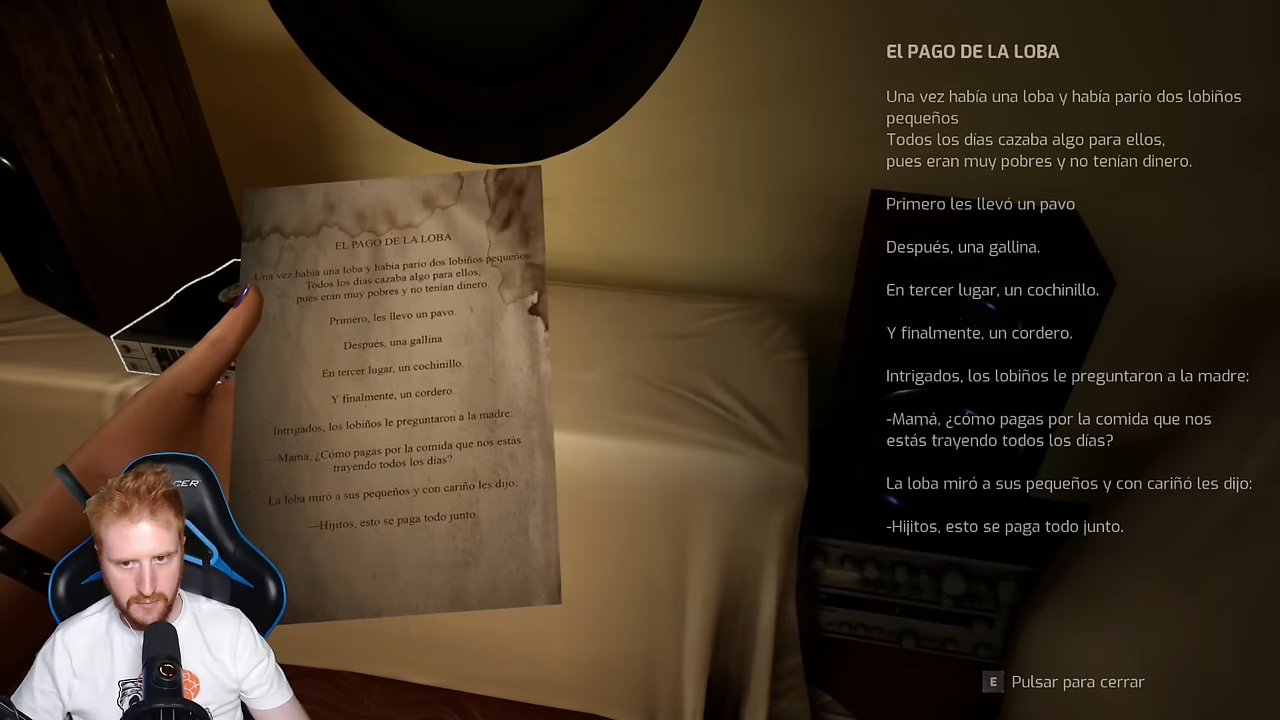 EL PAGO DE LA LOBA
Una vez había una loba y había parío dos lobiños pequeños
Todos los días cazaba algo para ellos,
pues eran muy pobres y no tenían dinero.
Primero, les llevo un pavo.
Después, una gallina
En tercer lugar, un cochinillo.
Y finalmente, un cordero.
Intrigados, los lobiños le preguntaron a la madre:
—Mamá, ¿Cómo pagas por la comida que nos estás
trayendo todos los días?
La loba miró a sus pequeños y con cariño les dijo.
—Hijitos, esto se paga todo junto.
El PAGO DE LA LOBA
Una vez había una loba y había parío dos lobiños
pequeños
Todos los días cazaba algo para ellos,
pues eran muy pobres y no tenían dinero.
Primero les llevó un pavo
Después, una gallina.
En tercer lugar, un cochinillo.
Y finalmente, un cordero.
Intrigados, los lobiños le preguntaron a la madre:
-Mamá, ¿cómo pagas por la comida que nos
estás trayendo todos los días?
La loba miró a sus pequeños y con cariñó les dijo:
-Hijitos, esto se paga todo junto.
E Pulsar para cerrar